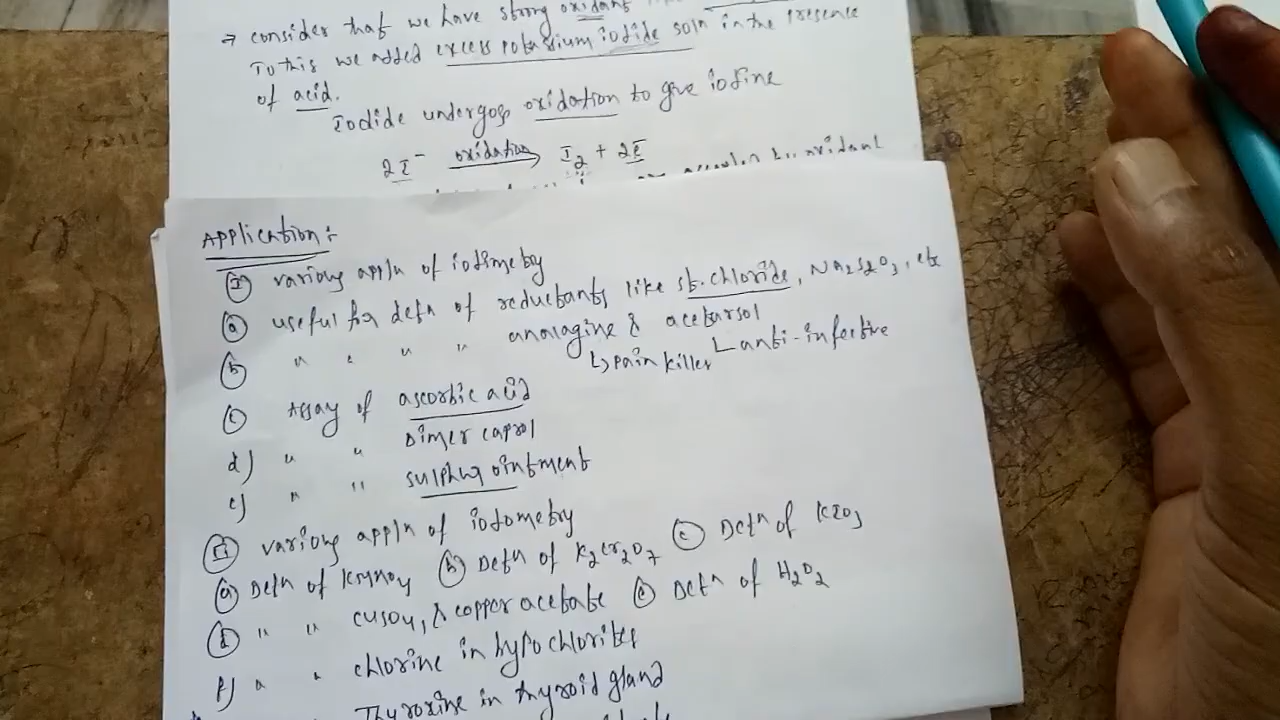 → consider that we have strong oxidant
To this we added excess potassium iodide soln in the presence
of acid.
Iodide undergoes oxidation to give iodine
2I⁻ oxidation→ I₂ + 2e⁻
oxidant
Application:
(I) various appln of iodimetry
(a) useful for detn of reductants like st. chloride, Na₂S₂O₃, etc
(b) " " " " analagine & acetarsol
↳ pain killer ↳ anti-infective
(c) Assay of ascorbic acid
d) " " Dimercaprol
e) " " sulphur ointment
(II) various appln of iodometry
(a) Detn of KMnO₄ (b) Detn of K₂Cr₂O₇ (c) Detn of KIO₃
(d) " " CuSO₄, & copper acetate (e) Detn of H₂O₂
f) " " chlorine in hypochlorites
Thyroxine in thyroid gland